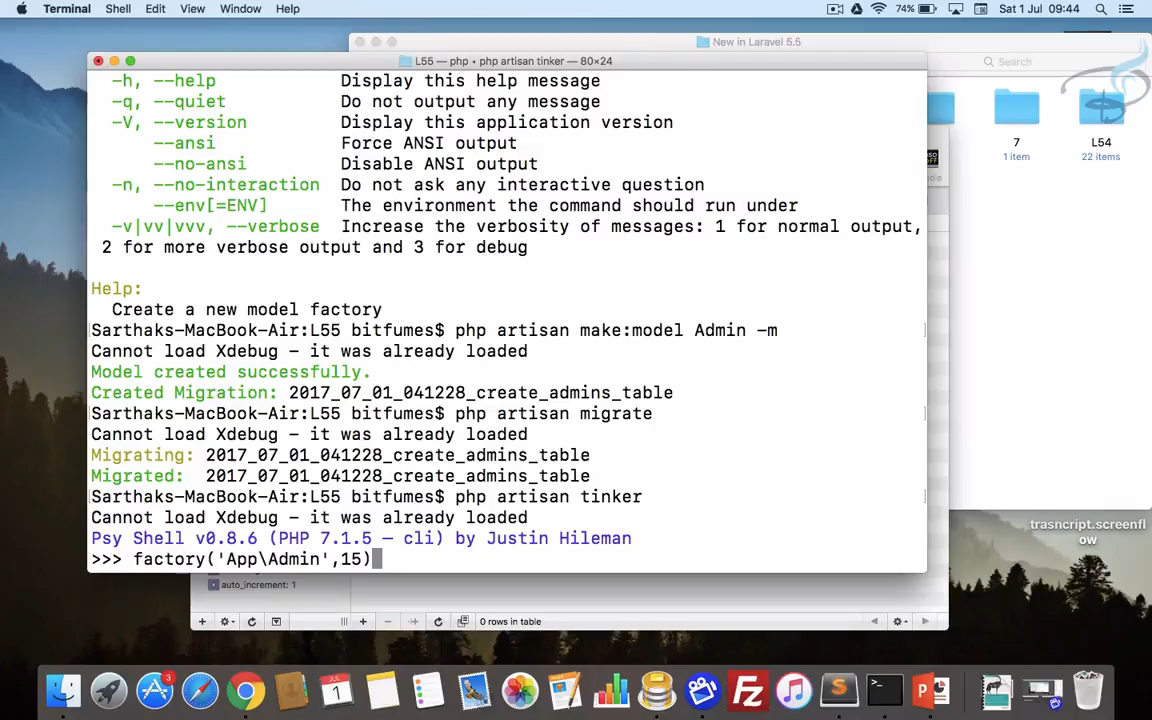 Terminal Shell Edit View Window Help 74% Sat 1 Jul 09:44
New in Laravel 5.5
L55 — php • php artisan tinker — 80×24
Search
-h, --help Display this help message
-q, --quiet Do not output any message
-V, --version Display this application version
--ansi Force ANSI output
--no-ansi Disable ANSI output
-n, --no-interaction Do not ask any interactive question
--env[=ENV] The environment the command should run under
-v|vv|vvv, --verbose Increase the verbosity of messages: 1 for normal output,
2 for more verbose output and 3 for debug
Help:
Create a new model factory
Sarthaks-MacBook-Air:L55 bitfumes$ php artisan make:model Admin -m
Cannot load Xdebug - it was already loaded
Model created successfully.
Created Migration: 2017_07_01_041228_create_admins_table
Sarthaks-MacBook-Air:L55 bitfumes$ php artisan migrate
Cannot load Xdebug - it was already loaded
Migrating: 2017_07_01_041228_create_admins_table
Migrated: 2017_07_01_041228_create_admins_table
Sarthaks-MacBook-Air:L55 bitfumes$ php artisan tinker
Cannot load Xdebug - it was already loaded
Psy Shell v0.8.6 (PHP 7.1.5 — cli) by Justin Hileman
>>> factory('App\Admin',15)
7
1 item
L54
22 items
trasncript.screenfl
ow
auto_increment: 1
0 rows in table
3
JUL
1